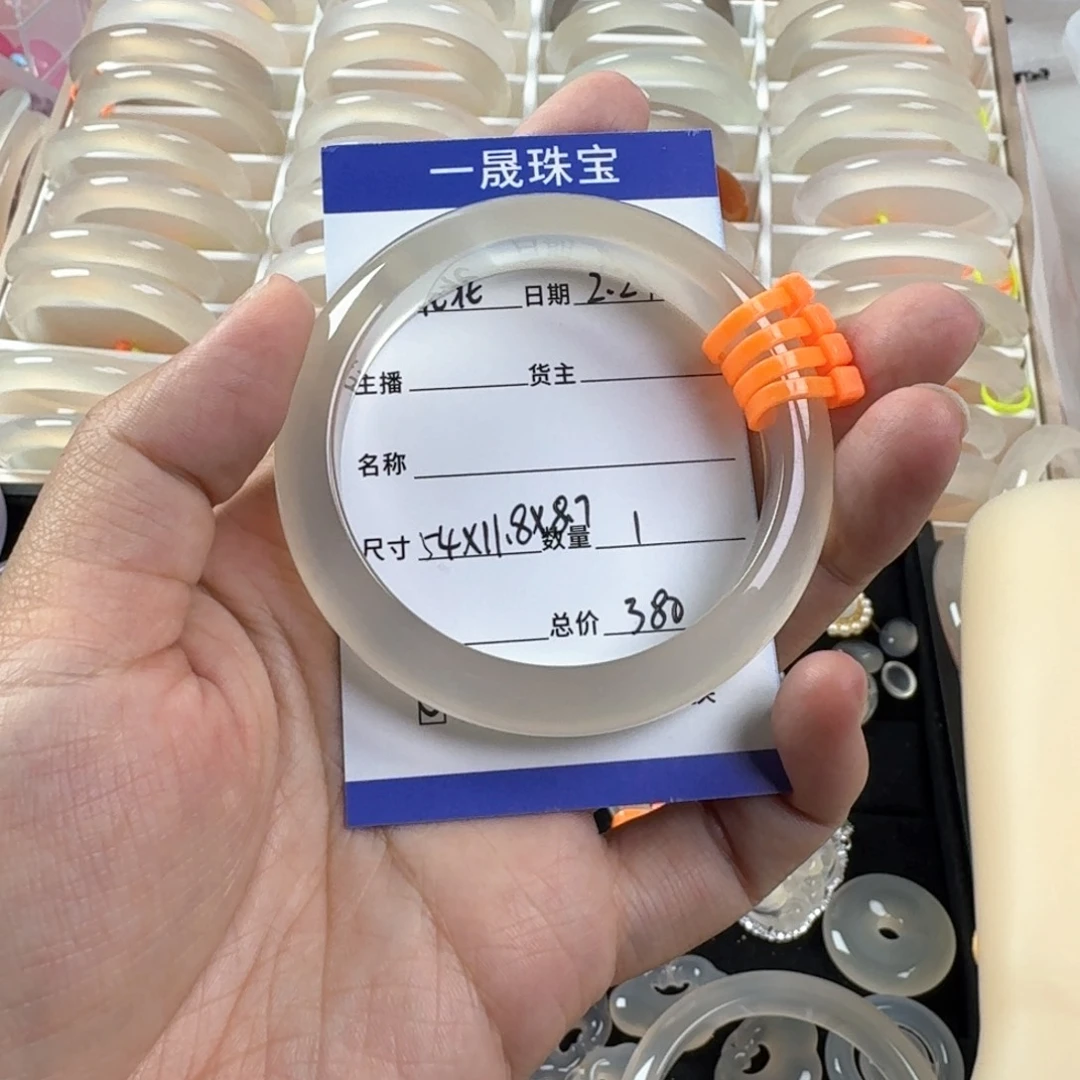 一晟珠宝
日期 2.2
主播 货主
名称
尺寸 54X11.8X8.7 数量 1
总价 380